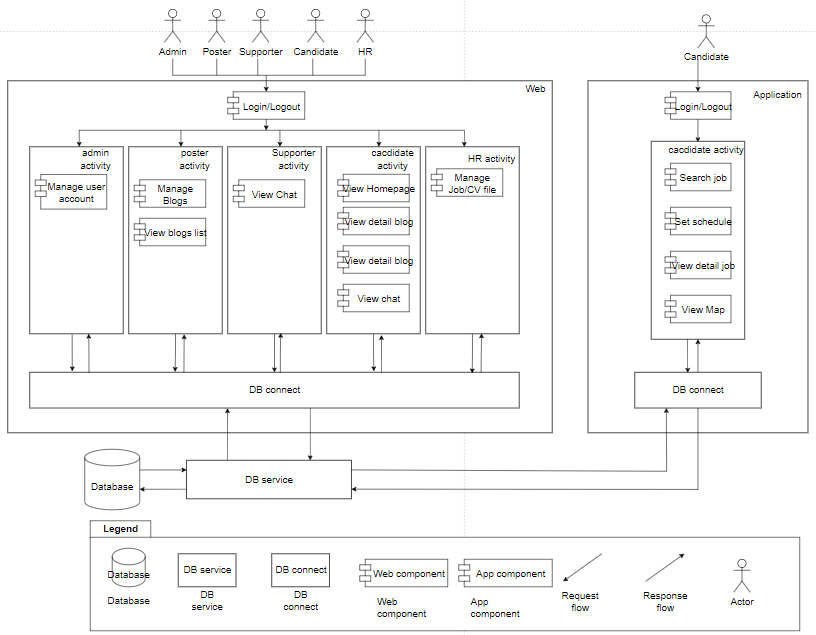 Admin
Poster
Supporter
Candidate
HR
Candidate
Web
Application
Login/Logout
Login/Logout
admin
activity
Manage user
account
poster
activity
Manage
Blogs
View blogs list
Supporter
activity
View Chat
cacdidate
activity
View Homepage
View detail blog
View detail blog
View chat
HR activity
Manage
Job/CV file
cacdidate activity
Search job
Set schedule
View detail job
View Map
DB connect
DB connect
Database
DB service
Legend
Database
Database
DB service
DB
service
DB connect
DB
connect
Web component
Web
component
App component
App
component
Request
flow
Response
flow
Actor